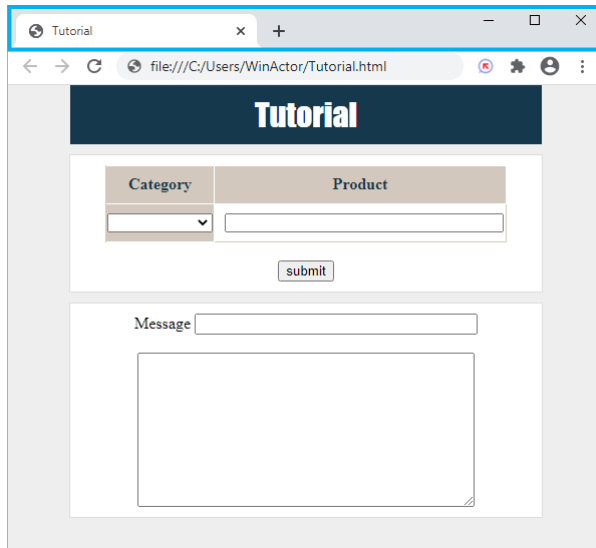 Tutorial
file:///C:/Users/WinActor/Tutorial.html
Tutorial
Category Product
submit
Message